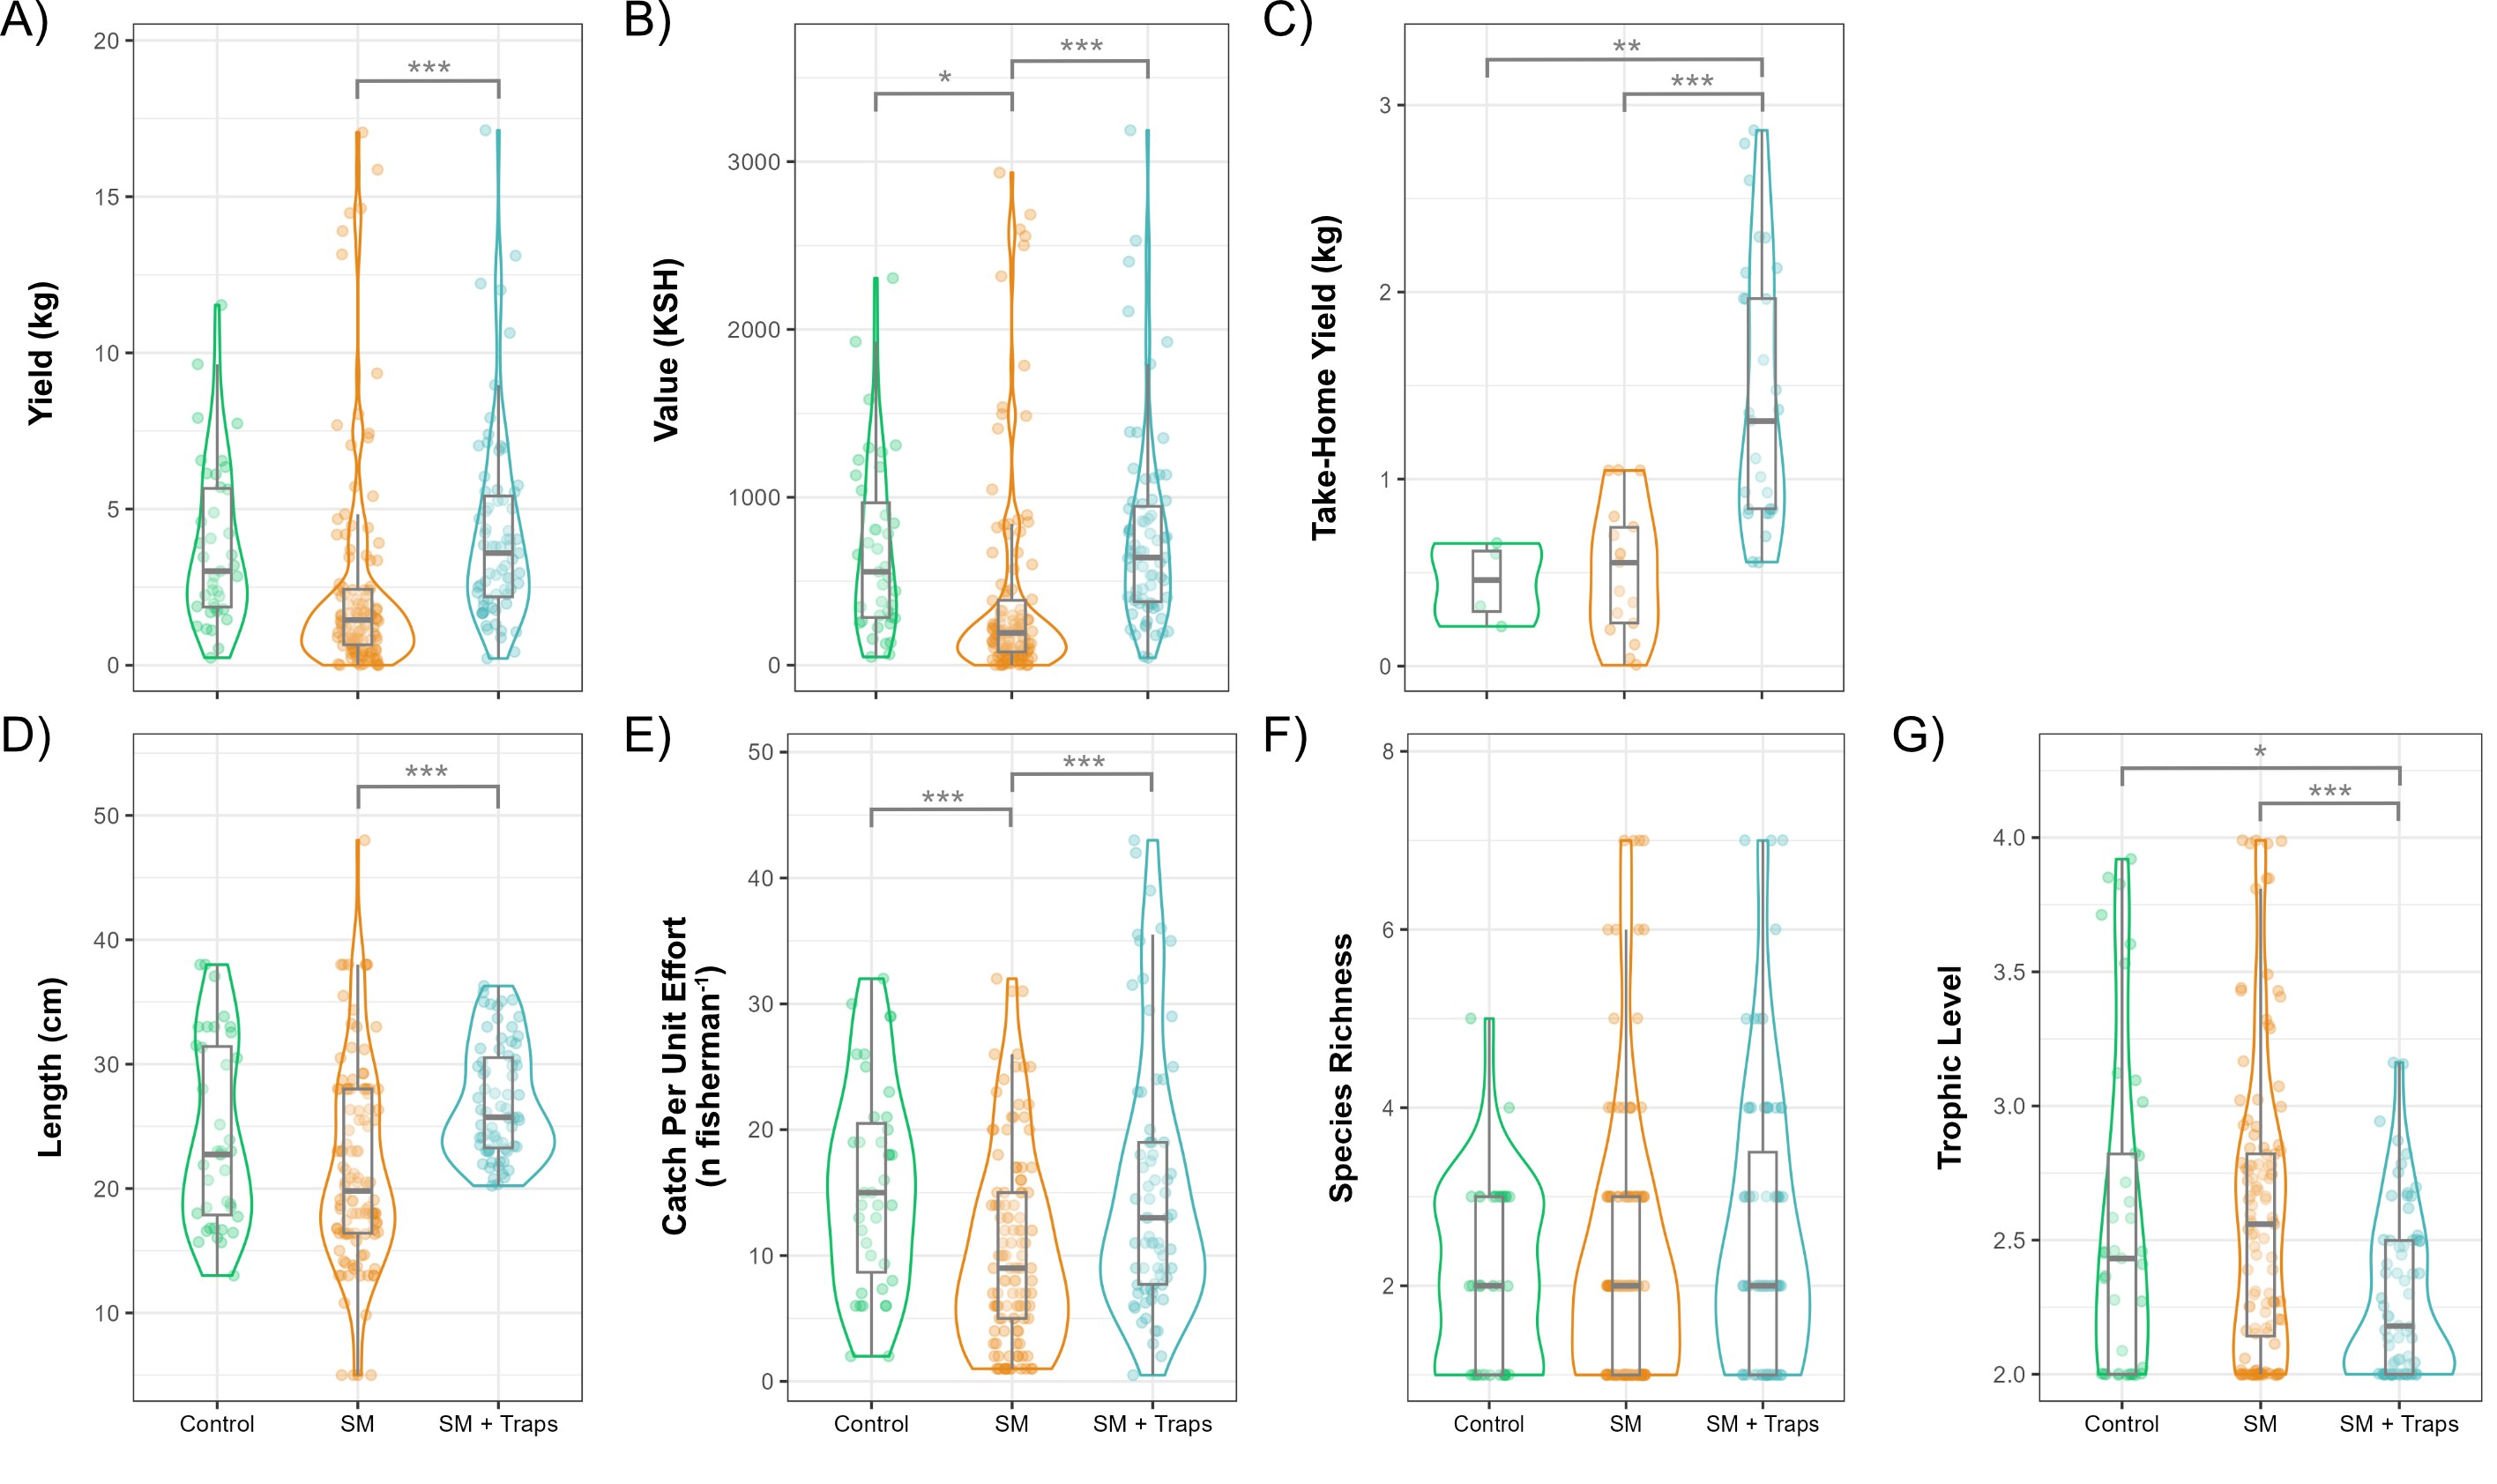 A)
Yield (kg)
20
15
10
5
0
***
B)
Value (KSH)
3000
2000
1000
0
*
***
C)
Take-Home Yield (kg)
3
2
1
0
**
***
D)
Length (cm)
50
40
30
20
10
***
Control SM SM + Traps
E)
Catch Per Unit Effort
(n fisherman⁻¹)
50
40
30
20
10
0
***
***
Control SM SM + Traps
F)
Species Richness
8
6
4
2
Control SM SM + Traps
G)
Trophic Level
4.0
3.5
3.0
2.5
2.0
*
***
Control SM SM + Traps